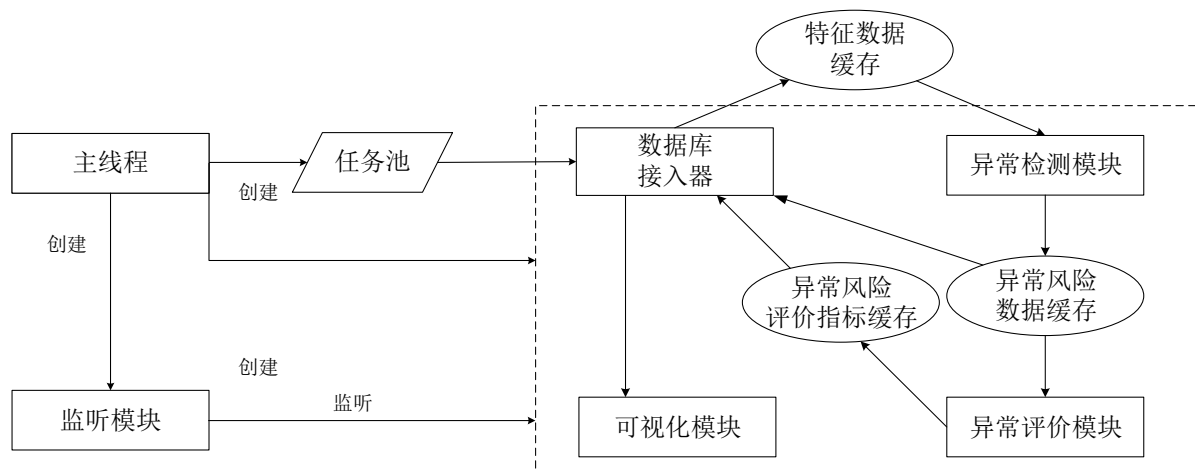 特征数据
缓存
主线程
任务池
数据库
接入器
异常检测模块
创建
创建
异常风险
评价指标缓存
异常风险
数据缓存
创建
监听模块
监听
可视化模块
异常评价模块